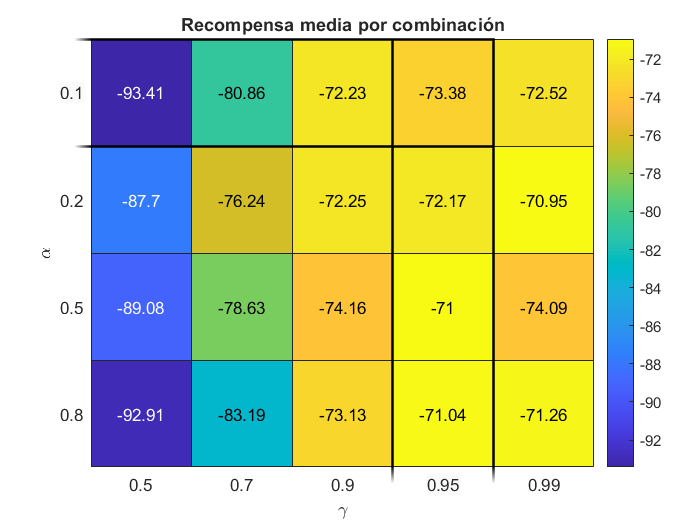 Recompensa media por combinación
0.1 -93.41 -80.86 -72.23 -73.38 -72.52
0.2 -87.7 -76.24 -72.25 -72.17 -70.95
α
0.5 -89.08 -78.63 -74.16 -71 -74.09
0.8 -92.91 -83.19 -73.13 -71.04 -71.26
0.5 0.7 0.9 0.95 0.99
γ
-72
-74
-76
-78
-80
-82
-84
-86
-88
-90
-92